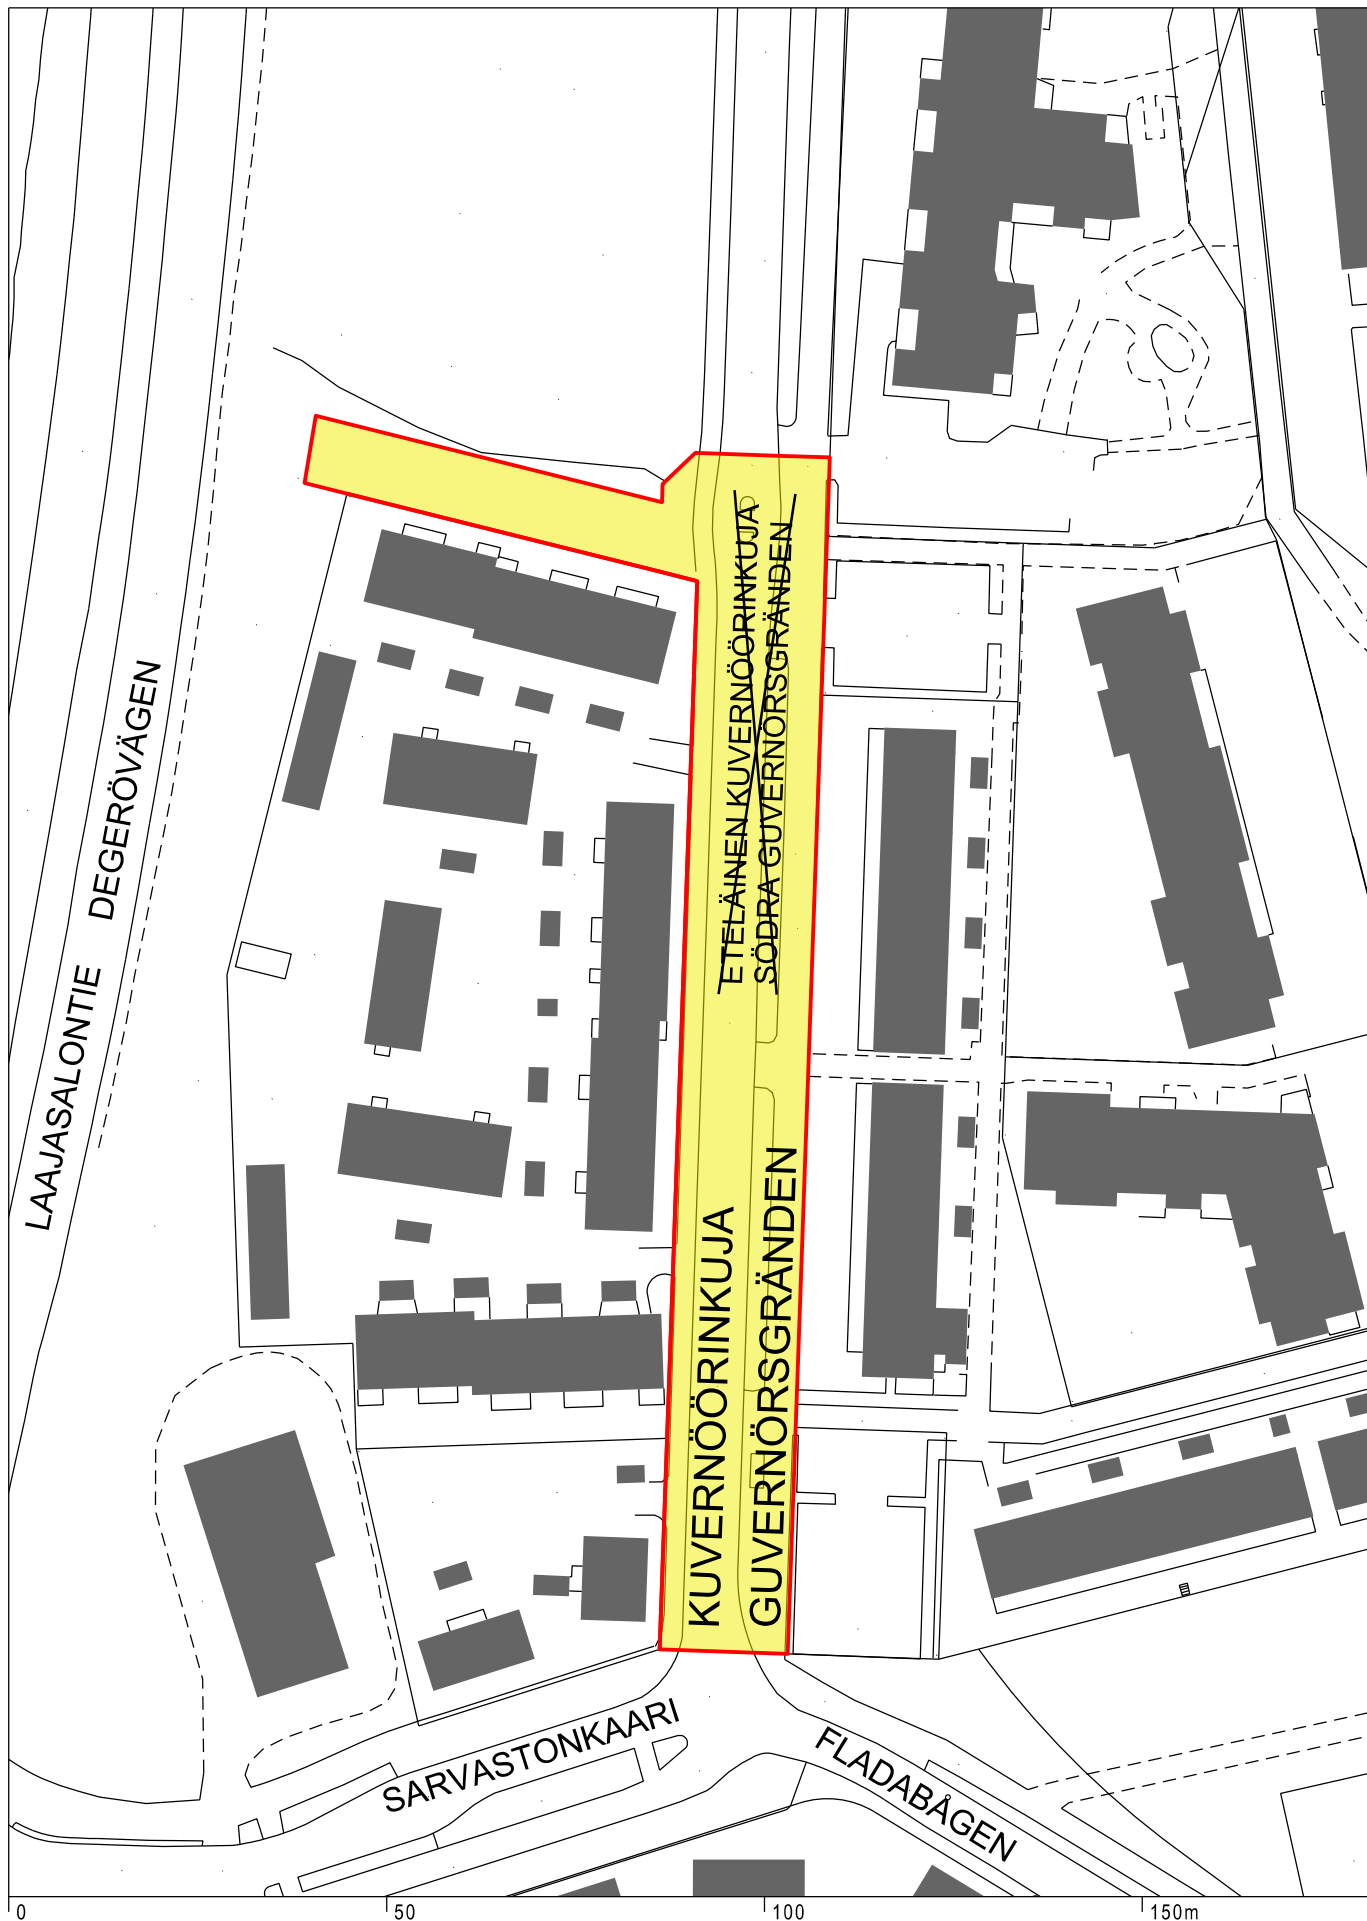 ETELÄINEN KUVERNÖÖRINKUJA
SÖDRA GUVERNÖRSGRÄNDEN
LAAJASALONTIE DEGERÖVÄGEN
KUVERNÖÖRINKUJA
GUVERNÖRSGRÄNDEN
SARVASTONKAARI
FLADABÅGEN
0 50 100 150m